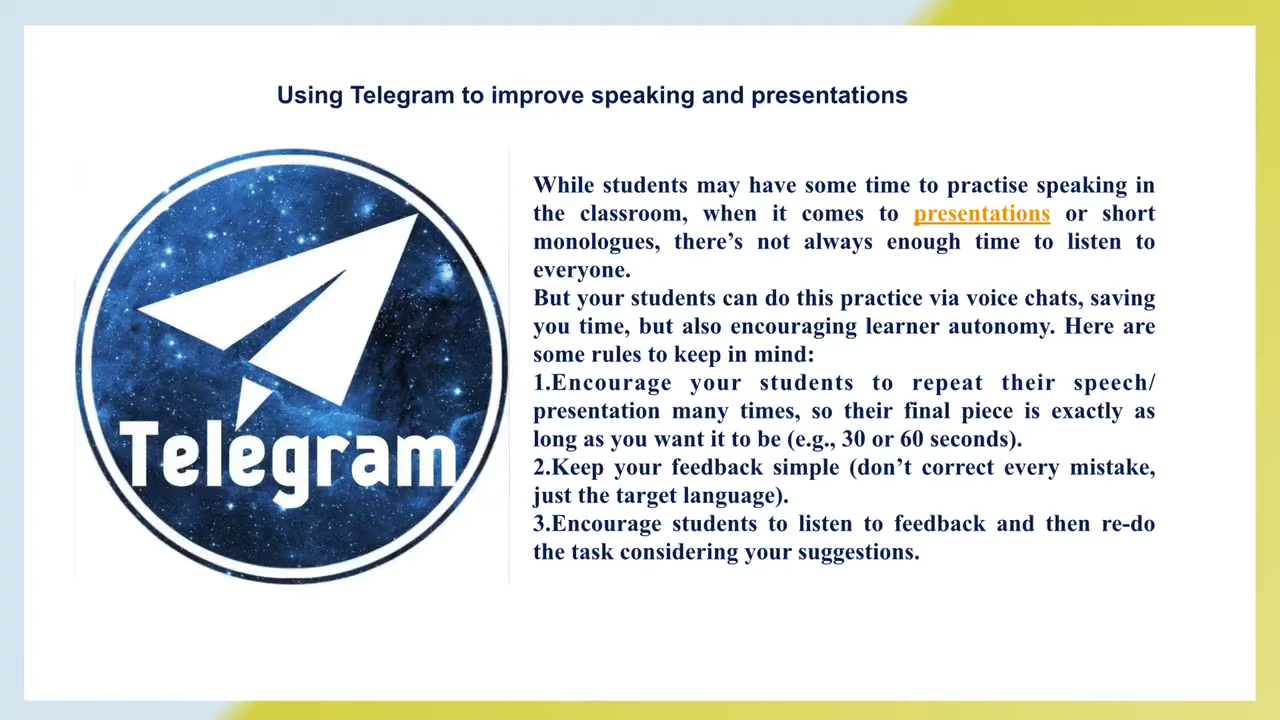 Using Telegram to improve speaking and presentations
Telegram
While students may have some time to practise speaking in
the classroom, when it comes to presentations or short
monologues, there’s not always enough time to listen to
everyone.
But your students can do this practice via voice chats, saving
you time, but also encouraging learner autonomy. Here are
some rules to keep in mind:
1.Encourage your students to repeat their speech/
presentation many times, so their final piece is exactly as
long as you want it to be (e.g., 30 or 60 seconds).
2.Keep your feedback simple (don’t correct every mistake,
just the target language).
3.Encourage students to listen to feedback and then re-do
the task considering your suggestions.